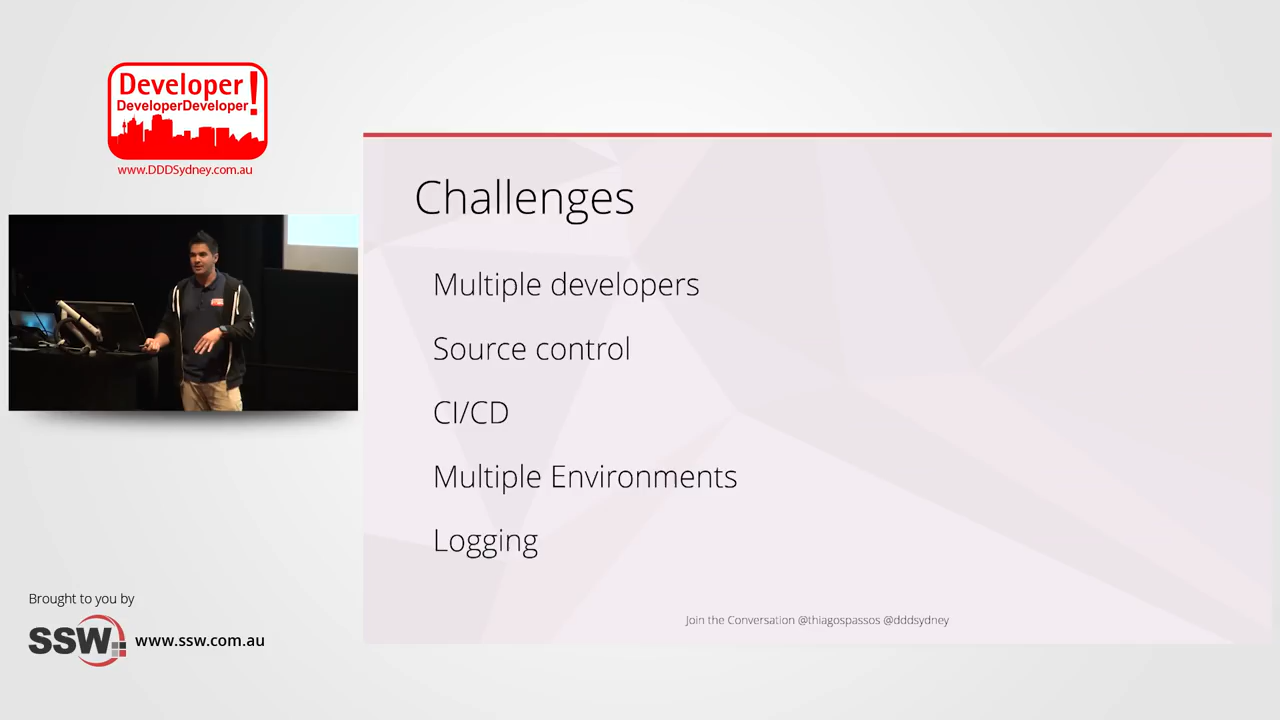 Developer!
DeveloperDeveloper
www.DDDSydney.com.au
Challenges
Multiple developers
Source control
CI/CD
Multiple Environments
Logging
Join the Conversation @thiagospassos @dddsydney
Brought to you by
SSW www.ssw.com.au